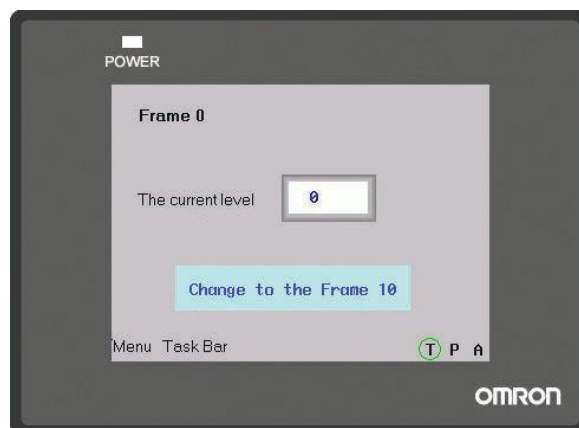 POWER
Frame 0
The current level 0
Change to the Frame 10
Menu Task Bar T P A
OMRON